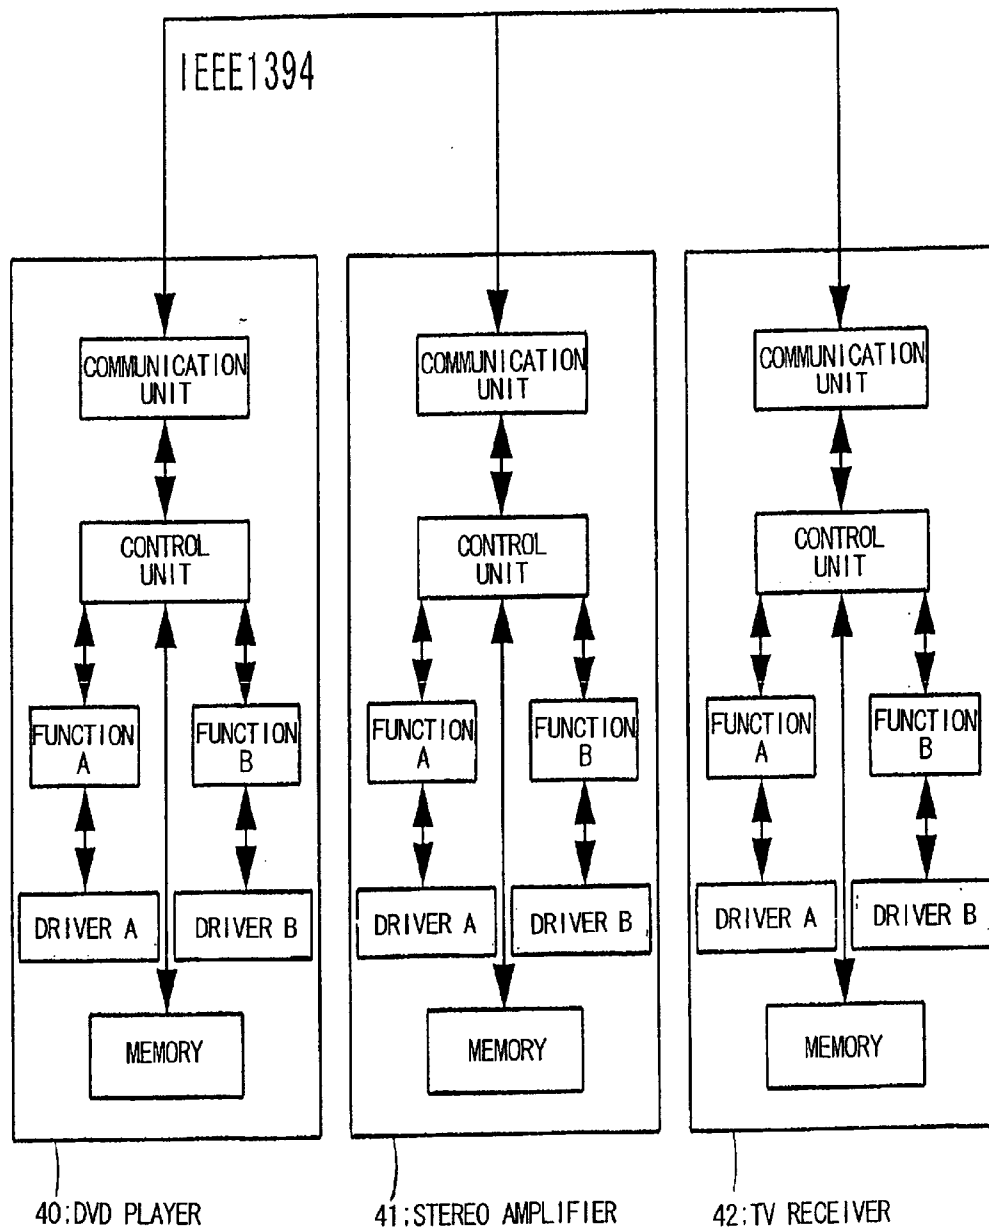 IEEE1394
COMMUNICATION
UNIT
CONTROL
UNIT
FUNCTION
A
FUNCTION
B
DRIVER A
DRIVER B
MEMORY
40:DVD PLAYER
COMMUNICATION
UNIT
CONTROL
UNIT
FUNCTION
A
FUNCTION
B
DRIVER A
DRIVER B
MEMORY
41:STEREO AMPLIFIER
COMMUNICATION
UNIT
CONTROL
UNIT
FUNCTION
A
FUNCTION
B
DRIVER A
DRIVER B
MEMORY
42:TV RECEIVER